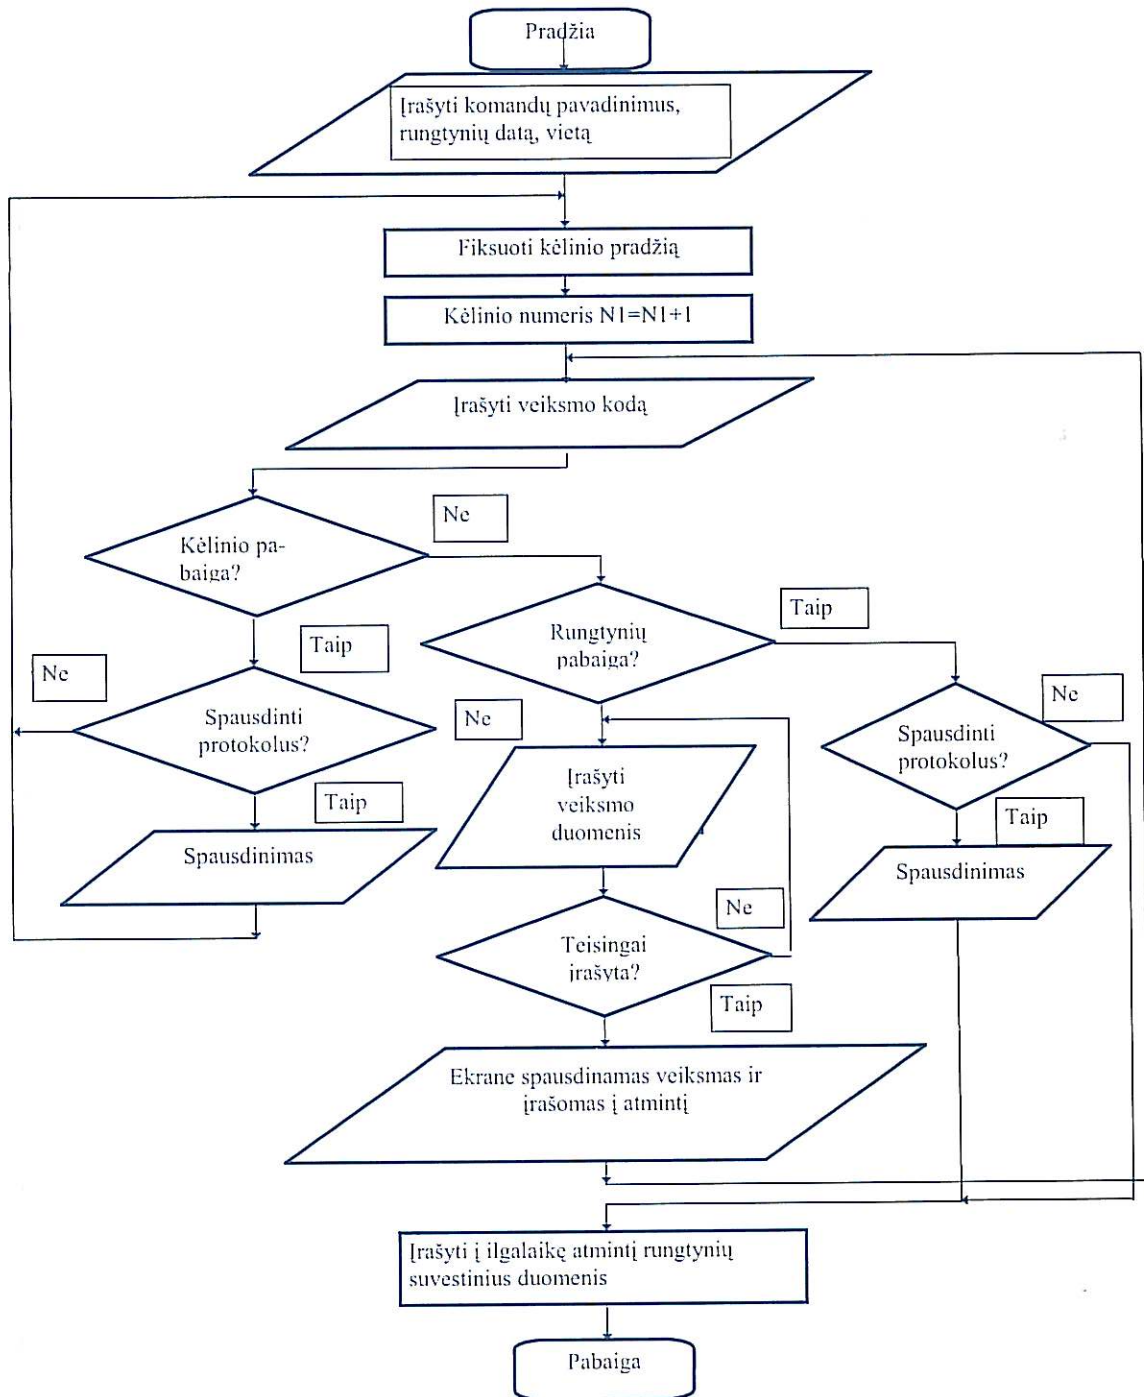 Pradžia
Įrašyti komandų pavadinimus,
rungtynių datą, vietą
Fiksuoti kėlinio pradžią
Kėlinio numeris N1=N1+1
Įrašyti veiksmo kodą
Ne
Kėlinio pa-
baiga?
Taip
Rungtynių
pabaiga?
Taip
Ne
Spausdinti
protokolus?
Ne
Ne
Spausdinti
protokolus?
Taip
Įrašyti
veiksmo
duomenis
Taip
Spausdinimas
Spausdinimas
Ne
Teisingai
įrašyta?
Taip
Ekrane spausdinamas veiksmas ir
įrašomas į atmintį
Įrašyti į ilgalaikę atmintį rungtynių
suvestinius duomenis
Pabaiga